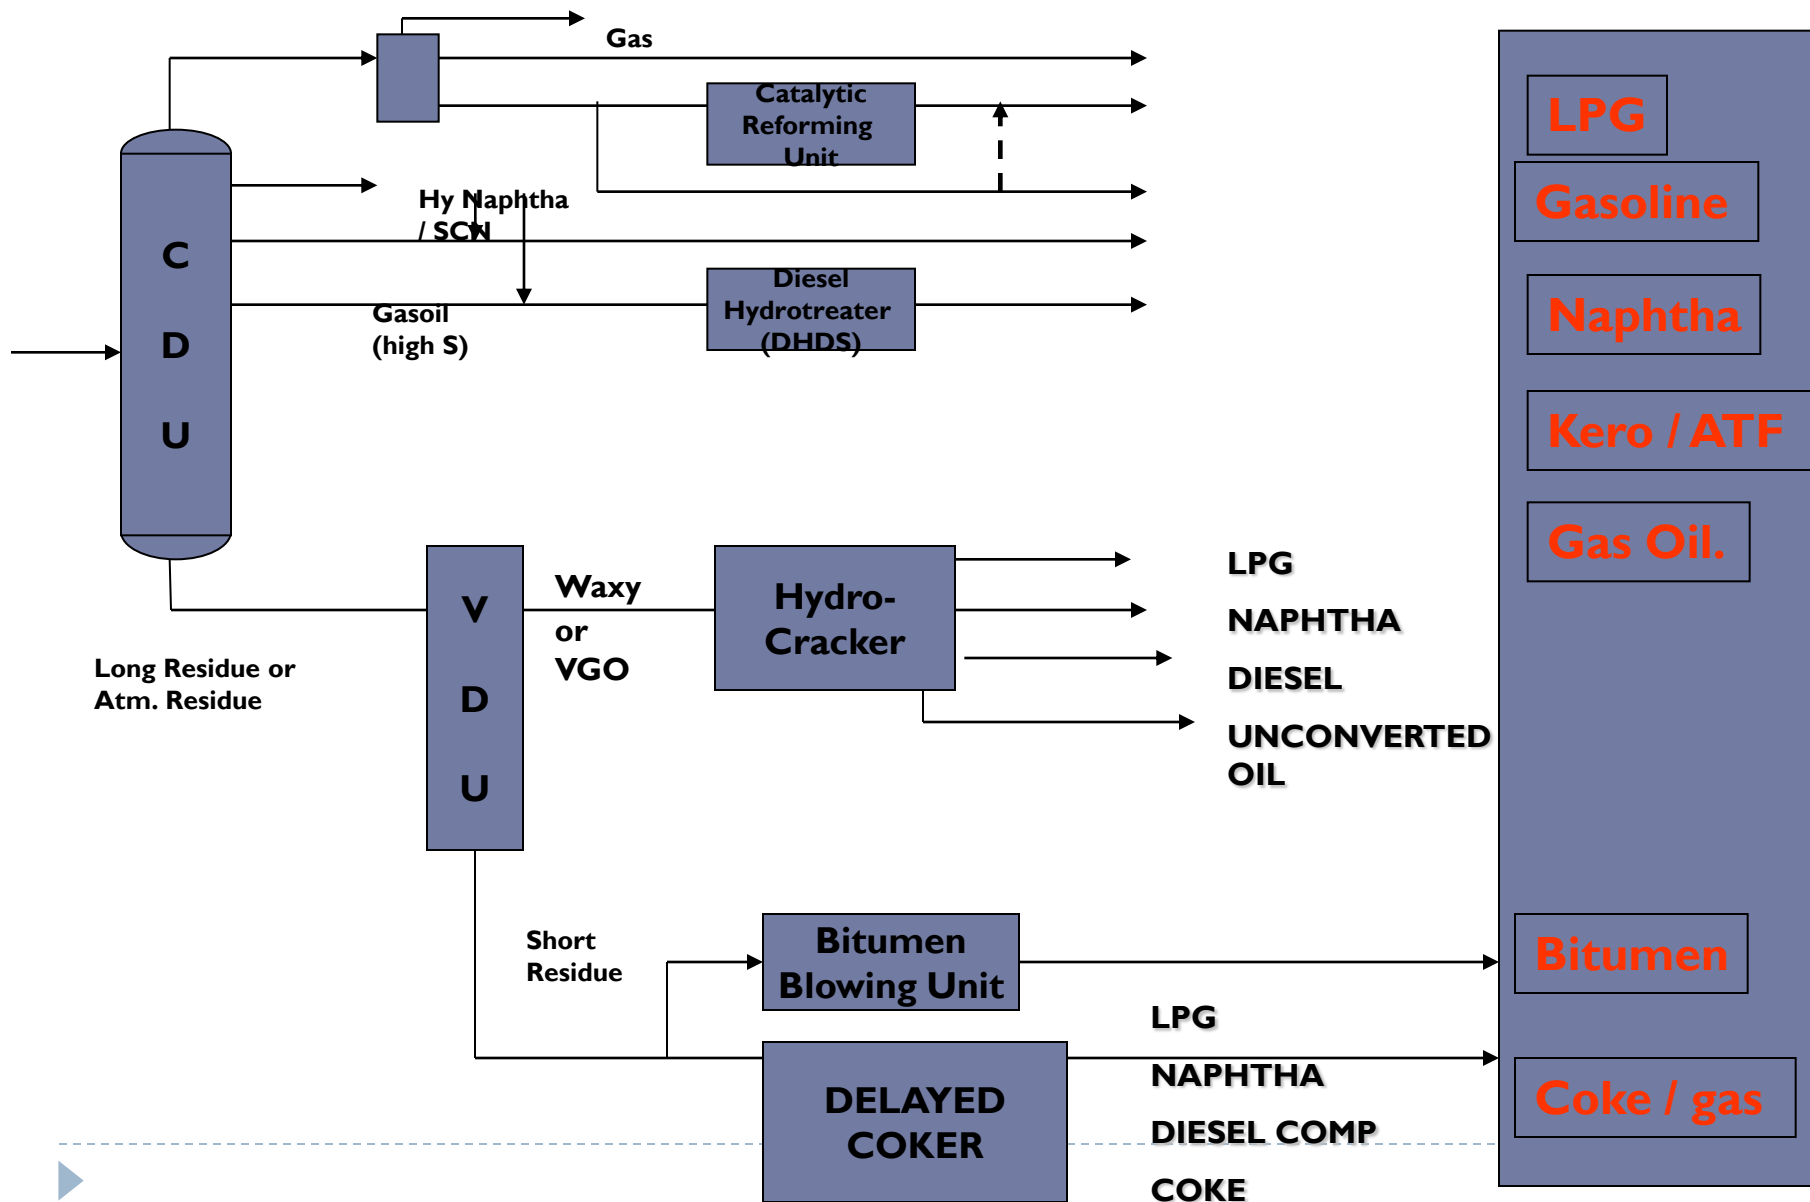 Gas
Catalytic
Reforming
Unit
LPG
Gasoline
Hy Naphtha
/ SCN
C
D
U
Diesel
Hydrotreater
(DHDS)
Gasoil
(high S)
Naphtha
Kero / ATF
Gas Oil.
Long Residue or
Atm. Residue
V
D
U
Waxy
or
VGO
Hydro-
Cracker
LPG
NAPHTHA
DIESEL
UNCONVERTED
OIL
Short
Residue
Bitumen
Blowing Unit
Bitumen
DELAYED
COKER
LPG
NAPHTHA
DIESEL COMP
COKE
Coke / gas